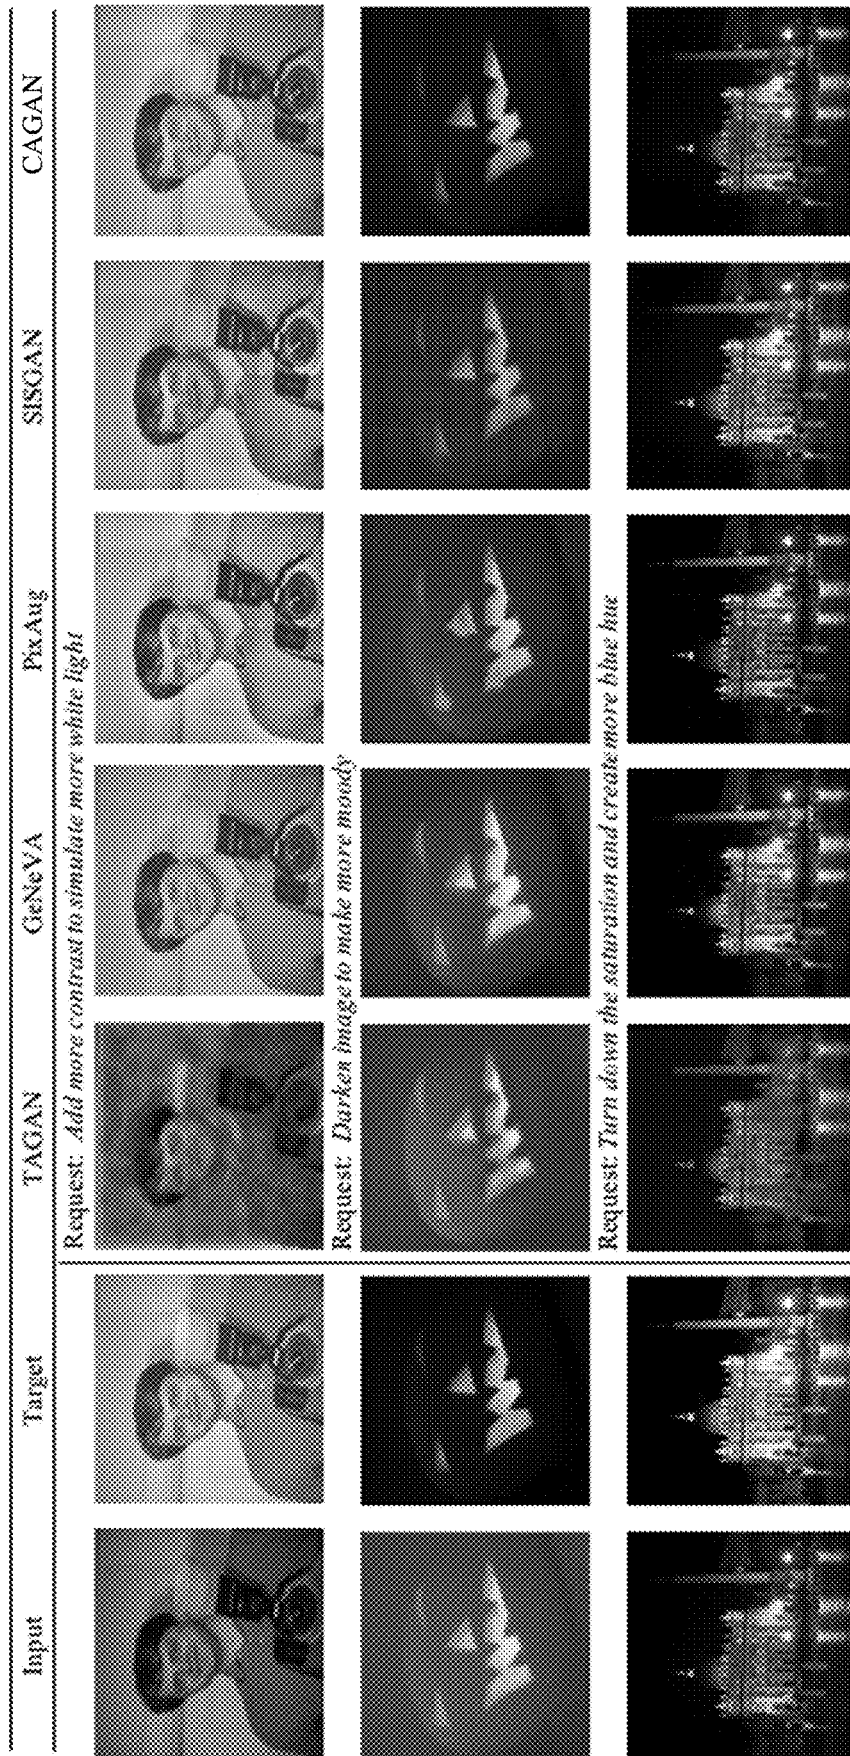 Input Target TAGAN GeNeVA PixAug SISGAN CAGAN
Request: Add more contrast to simulate more white light
Request: Darken image to make more moody
Request: Turn down the saturation and create more blue hue